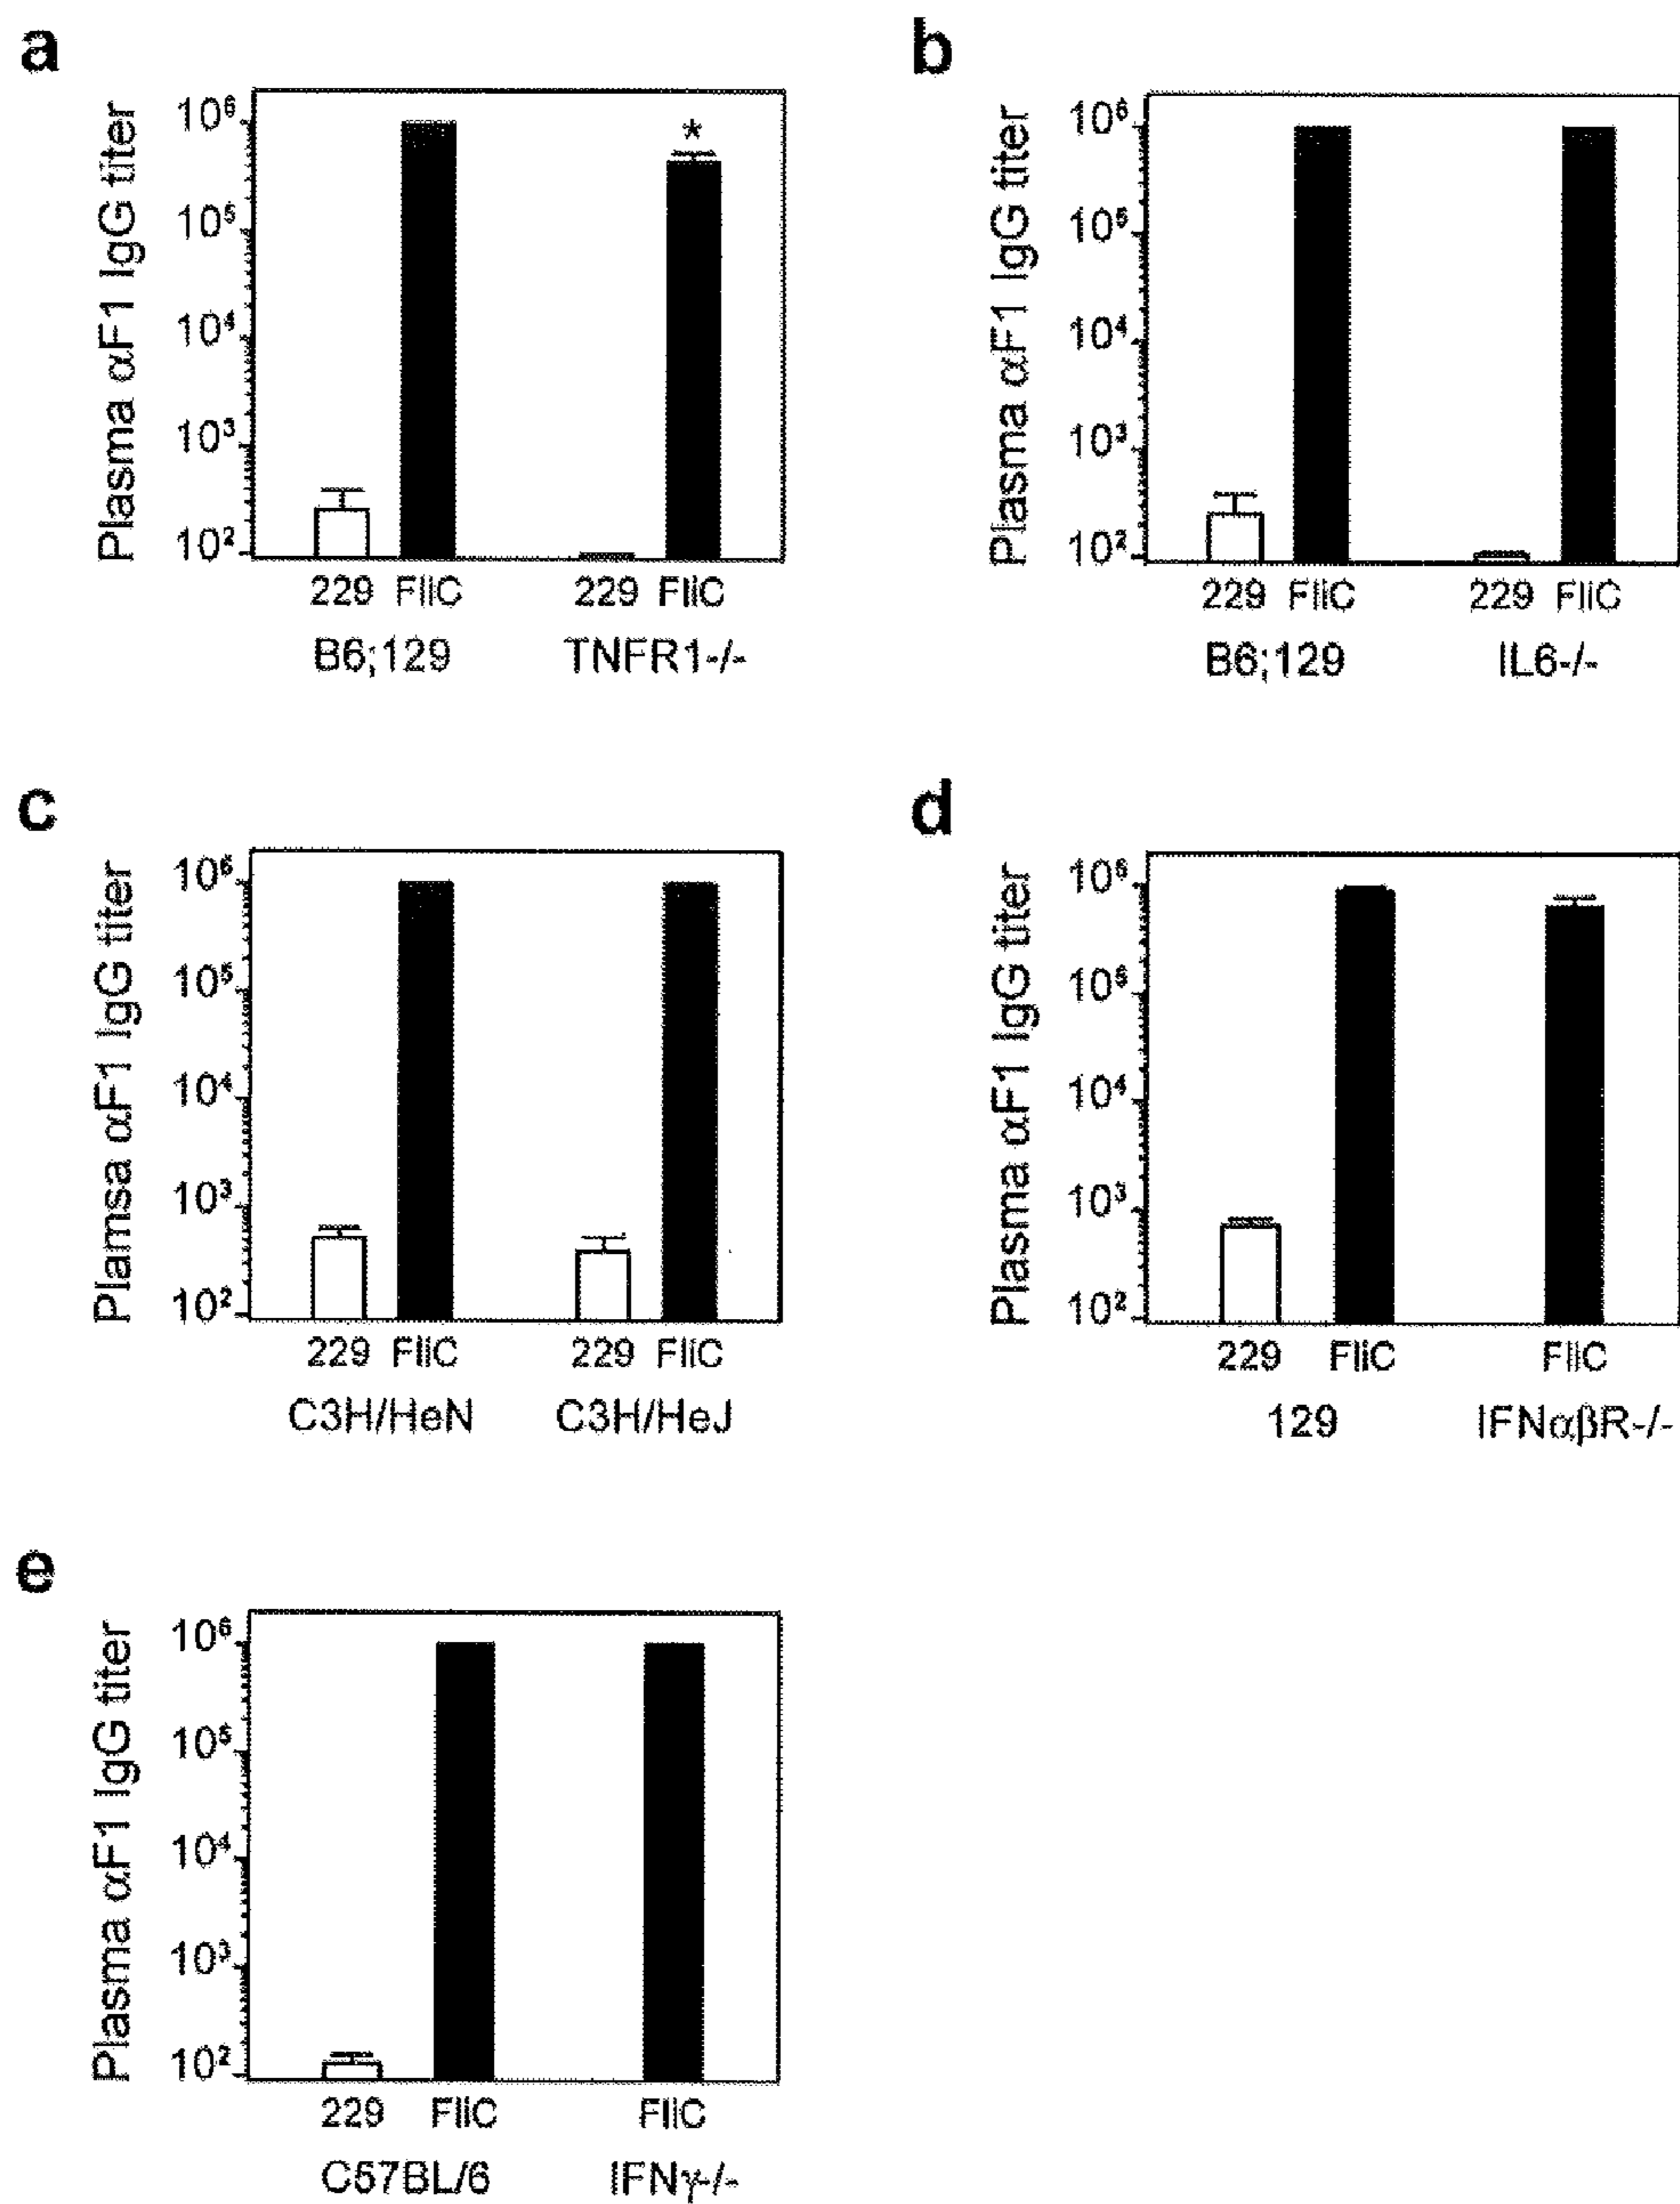 a
Plasma αF1 IgG titer
10⁶
10⁵
10⁴
10³
10²
*
229 FliC 229 FliC
B6;129 TNFR1-/-
b
Plasma αF1 IgG titer
10⁶
10⁵
10⁴
10³
10²
229 FliC 229 FliC
B6;129 IL6-/-
c
Plamsa αF1 IgG titer
10⁶
10⁵
10⁴
10³
10²
229 FliC 229 FliC
C3H/HeN C3H/HeJ
d
Plasma αF1 IgG titer
10⁶
10⁵
10⁴
10³
10²
229 FliC FliC
129 IFNαβR-/-
e
Plasma αF1 IgG titer
10⁶
10⁵
10⁴
10³
10²
229 FliC FliC
C57BL/6 IFNγ-/-